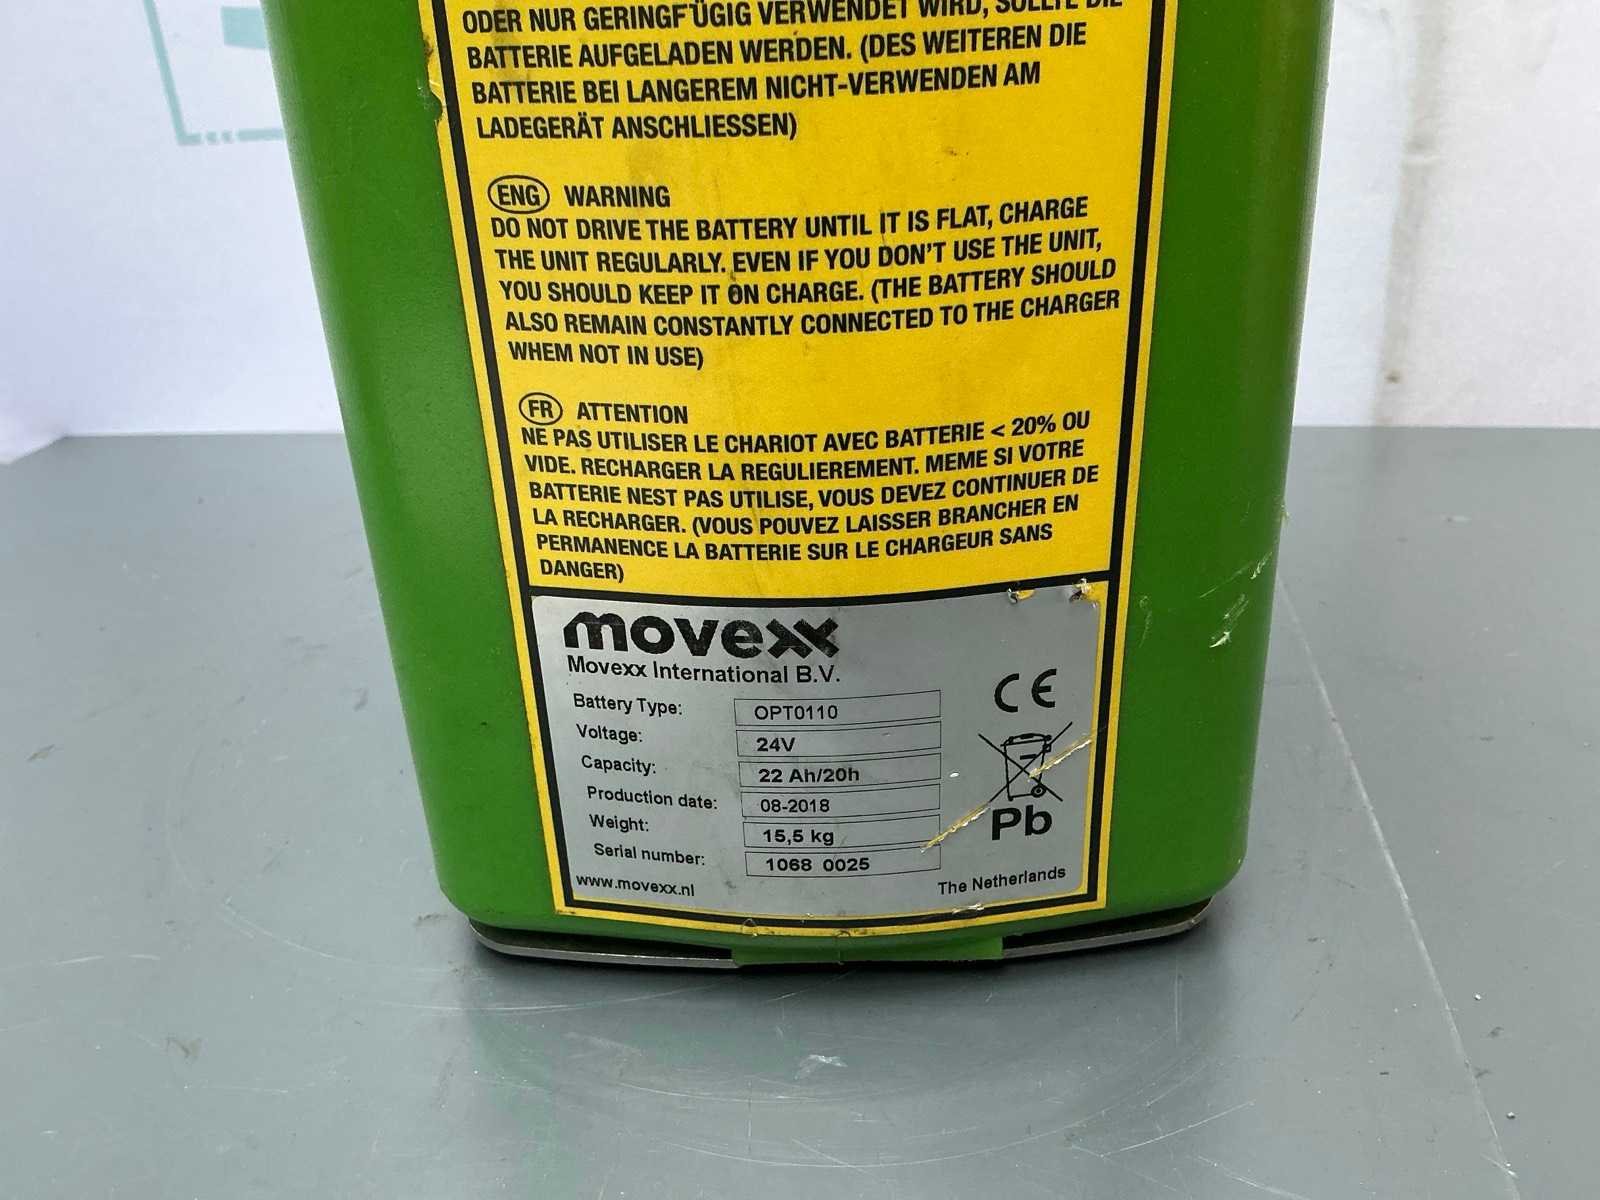 ODER NUR GERINGFÜGIG VERWENDET WIRD, SOLLTE DIE
BATTERIE AUFGELADEN WERDEN. (DES WEITEREN DIE
BATTERIE BEI LANGEREM NICHT-VERWENDEN AM
LADEGERÄT ANSCHLIESSEN)
ENG WARNING
DO NOT DRIVE THE BATTERY UNTIL IT IS FLAT, CHARGE
THE UNIT REGULARLY. EVEN IF YOU DON'T USE THE UNIT,
YOU SHOULD KEEP IT ON CHARGE. (THE BATTERY SHOULD
ALSO REMAIN CONSTANTLY CONNECTED TO THE CHARGER
WHEM NOT IN USE)
FR ATTENTION
NE PAS UTILISER LE CHARIOT AVEC BATTERIE < 20% OU
VIDE. RECHARGER LA REGULIEREMENT. MEME SI VOTRE
BATTERIE NEST PAS UTILISE, VOUS DEVEZ CONTINUER DE
LA RECHARGER. (VOUS POUVEZ LAISSER BRANCHER EN
PERMANENCE LA BATTERIE SUR LE CHARGEUR SANS
DANGER)
movexx
Movexx International B.V.
CE
Battery Type: OPT0110
Voltage: 24V
Capacity: 22 Ah/20h
Production date: 08-2018
Weight: 15,5 kg
Pb
Serial number: 1068 0025
www.movexx.nl The Netherlands